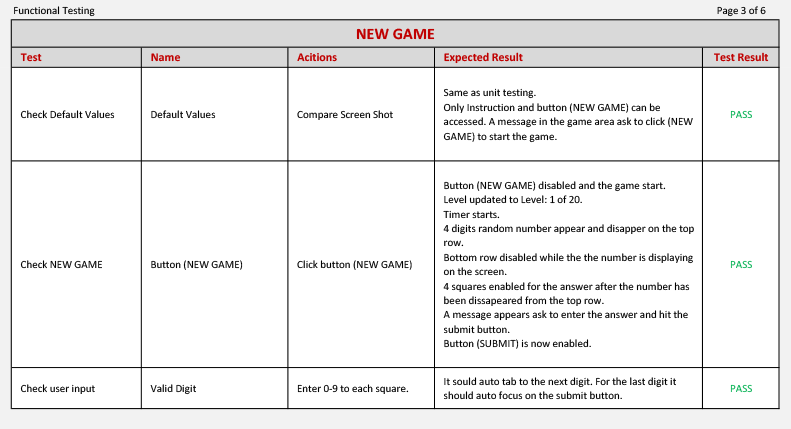 Functional Testing Page 3 of 6
NEW GAME
Test Name Acitions Expected Result Test Result
Check Default Values Default Values Compare Screen Shot
Same as unit testing.
Only Instruction and button (NEW GAME) can be
accessed. A message in the game area ask to click (NEW
GAME) to start the game.
PASS
Check NEW GAME Button (NEW GAME) Click button (NEW GAME)
Button (NEW GAME) disabled and the game start.
Level updated to Level: 1 of 20.
Timer starts.
4 digits random number appear and disapper on the top
row.
Bottom row disabled while the the number is displaying
on the screen.
4 squares enabled for the answer after the number has
been dissapeared from the top row.
A message appears ask to enter the answer and hit the
submit button.
Button (SUBMIT) is now enabled.
PASS
Check user input Valid Digit Enter 0-9 to each square.
It sould auto tab to the next digit. For the last digit it
should auto focus on the submit button.
PASS